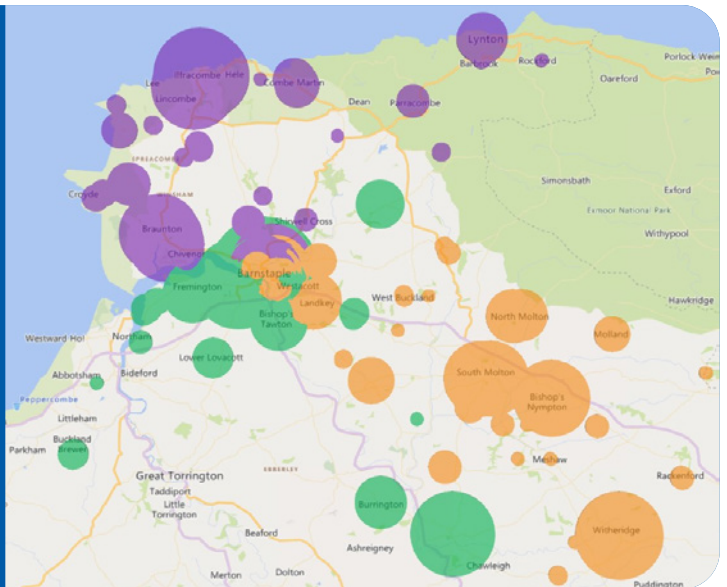 Lynton
Barbrook
Rockford
Porlock Weir
Oareford
Ilfracombe
Hele
Lee
Combe Martin
Lincombe
Dean
Parracombe
SPREACOMBE
Simonsbath
Exford
Croyde
Exmoor National Park
Withypool
Braunton
Shirwell Cross
Chivenor
Barnstaple
Fremington
Westacott
Landkey
West Buckland
Hawkridge
North Molton
Bishop's
Tawton
Molland
Westward Ho!
Northam
Lower Lovacott
Abbotsham
Bideford
South Molton
Peppercombe
Bishop's
Nympton
Littleham
Buckland
Brewer
Parkham
Meshaw
EBBERLEY
Great Torrington
Rackenford
Taddiport
Little
Torrington
Burrington
Beaford
Witheridge
Ashreigney
Chawleigh
Merton
Dolton
Puddington